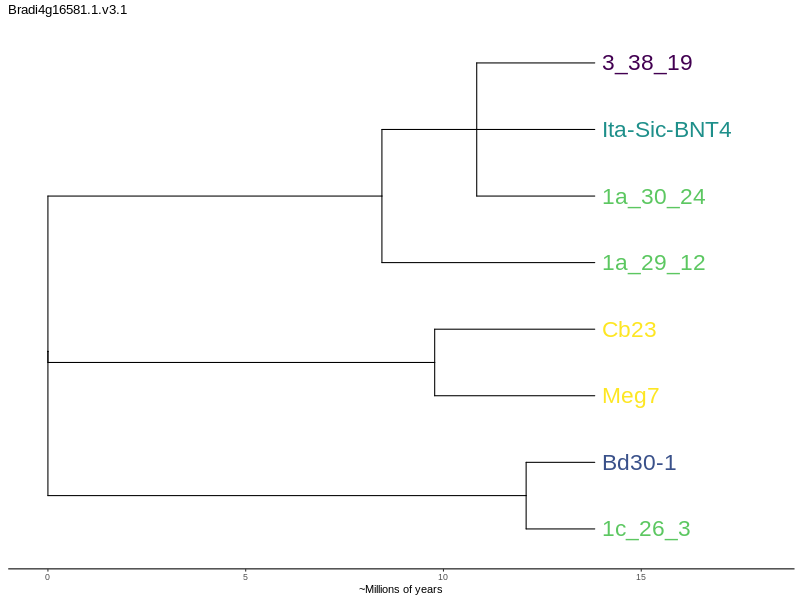 Bradi4g16581.1.v3.1
3_38_19
Ita-Sic-BNT4
1a_30_24
1a_29_12
Cb23
Meg7
Bd30-1
1c_26_3
0 5 10 15
~Millions of years